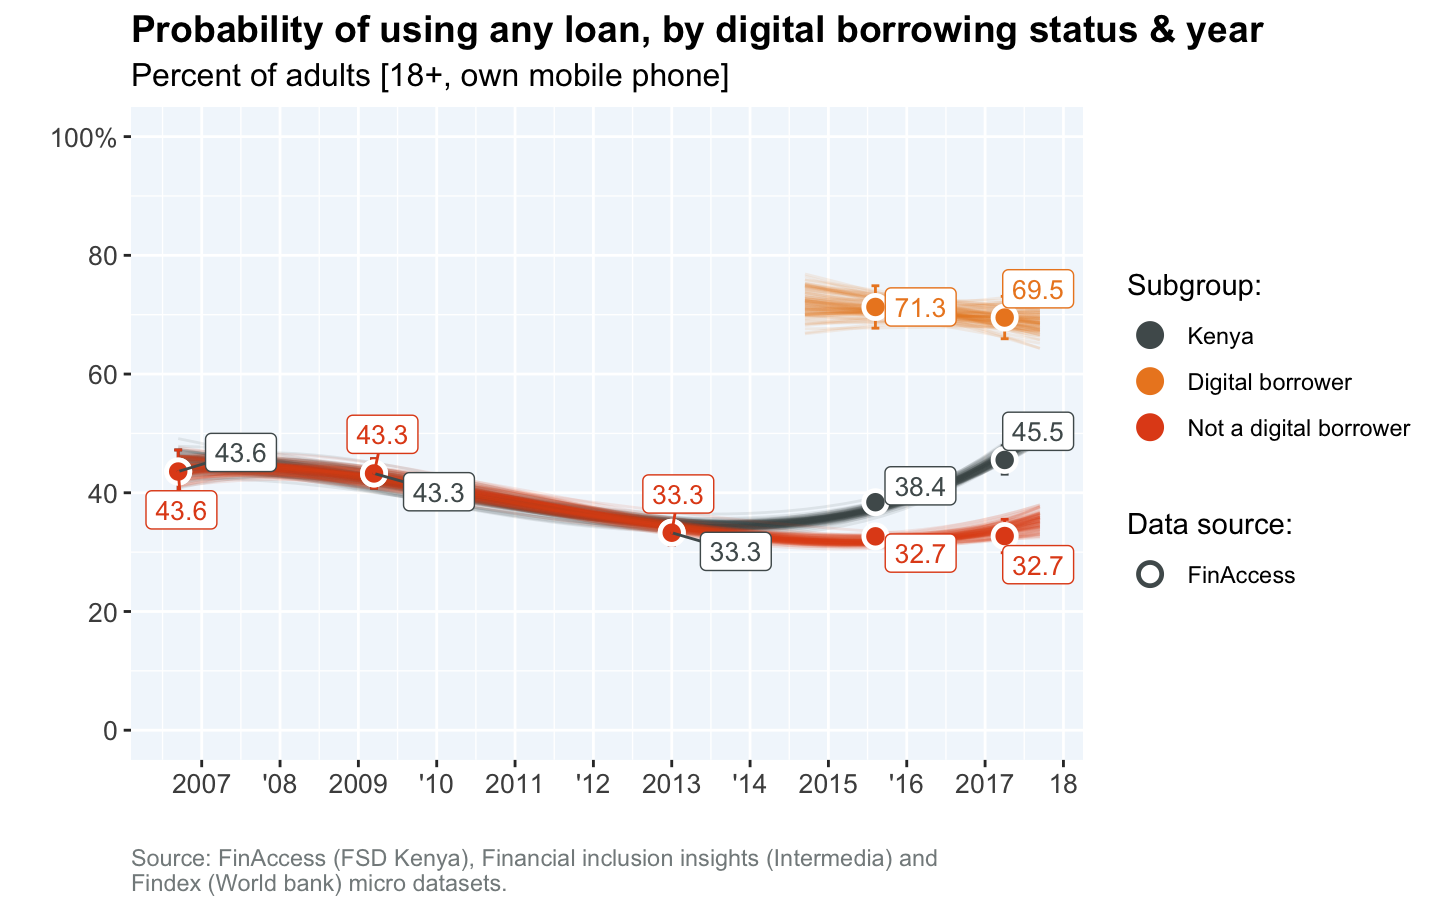 Probability of using any loan, by digital borrowing status & year
Percent of adults [18+, own mobile phone]
100%
80
60
40
20
0
71.3
69.5
43.6
43.6
43.3
43.3
33.3
33.3
38.4
45.5
32.7
32.7
2007 '08 2009 '10 2011 '12 2013 '14 2015 '16 2017 18
Subgroup:
Kenya
Digital borrower
Not a digital borrower
Data source:
FinAccess
Source: FinAccess (FSD Kenya), Financial inclusion insights (Intermedia) and
Findex (World bank) micro datasets.